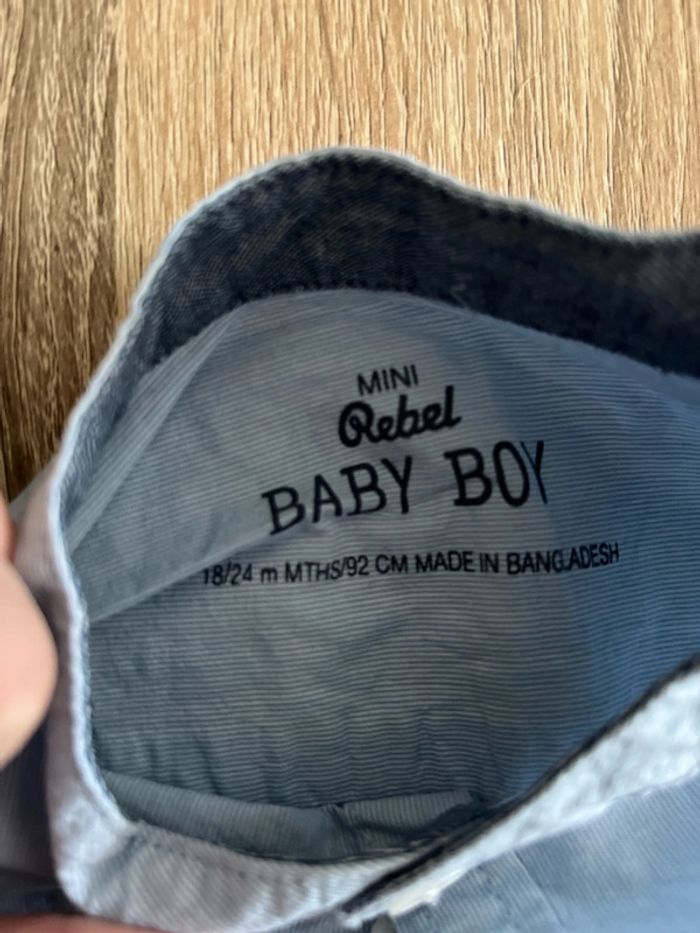 MINI
Rebel
BABY BOY
18/24 m MTHS/92 CM MADE IN BANGLADESH